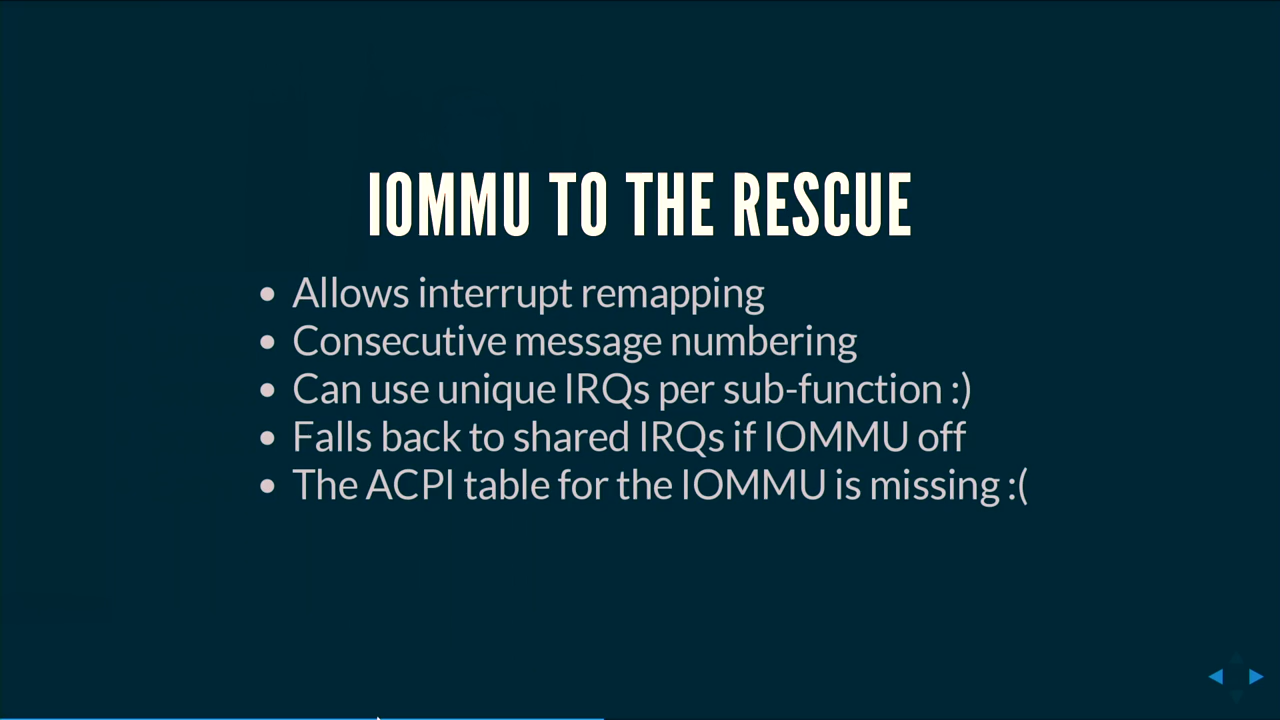 IOMMU TO THE RESCUE
• Allows interrupt remapping
• Consecutive message numbering
• Can use unique IRQs per sub-function :)
• Falls back to shared IRQs if IOMMU off
• The ACPI table for the IOMMU is missing :(